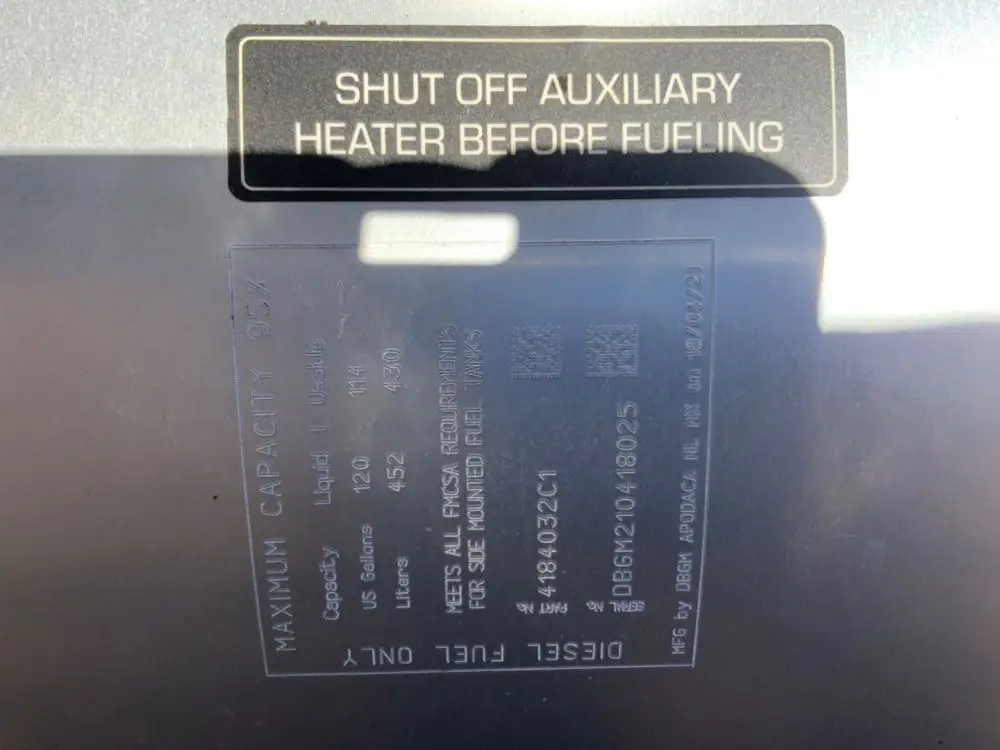 SHUT OFF AUXILIARY
HEATER BEFORE FUELING
MAXIMUM CAPACITY 95%
Capacity Liquid Usable
US Gallons 120 114
Liters 452 430
MEETS ALL FMCSA REQUIREMENTS
FOR SIDE MOUNTED FUEL TANKS
PART № 4184032C1
SERIAL № DBGM210418025
MFG by DBGM APODACA NL MX on
DIESEL FUEL ONLY